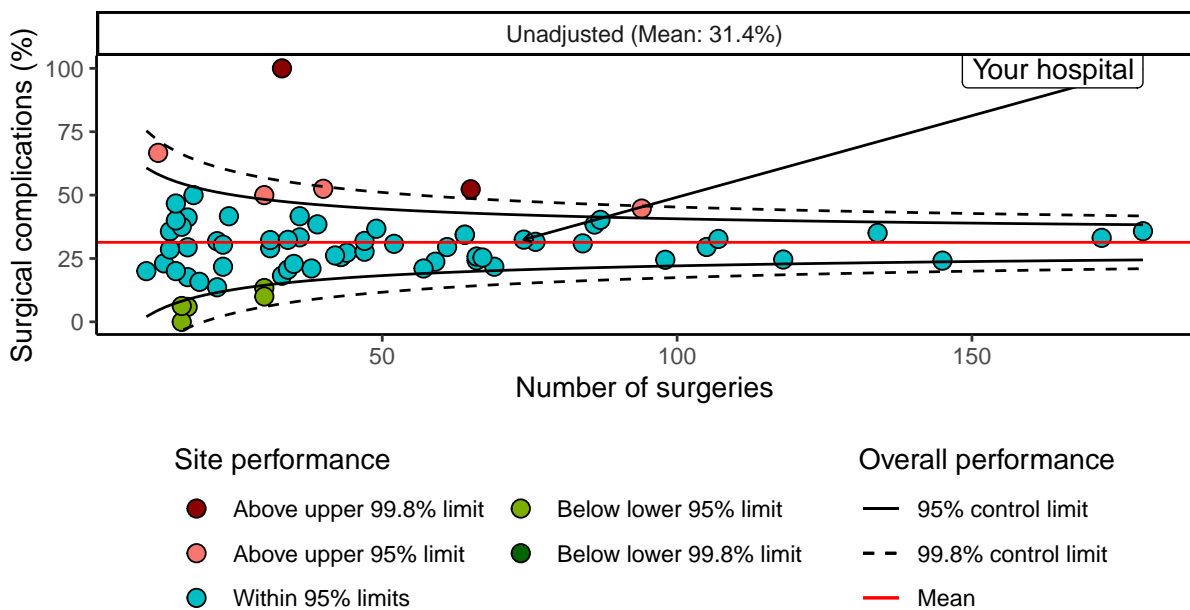 Unadjusted (Mean: 31.4%)
Your hospital
Surgical complications (%)
100
75
50
25
0
50
100
150
Number of surgeries
Site performance
Above upper 99.8% limit
Above upper 95% limit
Within 95% limits
Below lower 95% limit
Below lower 99.8% limit
Overall performance
95% control limit
99.8% control limit
Mean